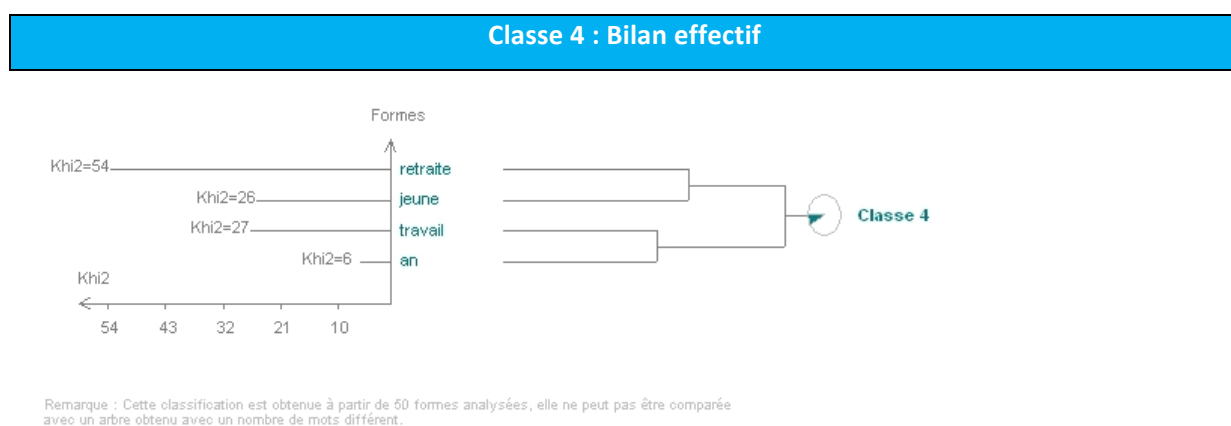 Classe 4 : Bilan effectif
Formes
Khi2=54 retraite
Khi2=26 jeune
Khi2=27 travail
Khi2=6 an
Classe 4
Khi2
54 43 32 21 10
Remarque : Cette classification est obtenue à partir de 50 formes analysées, elle ne peut pas être comparée
avec un arbre obtenu avec un nombre de mots différent.